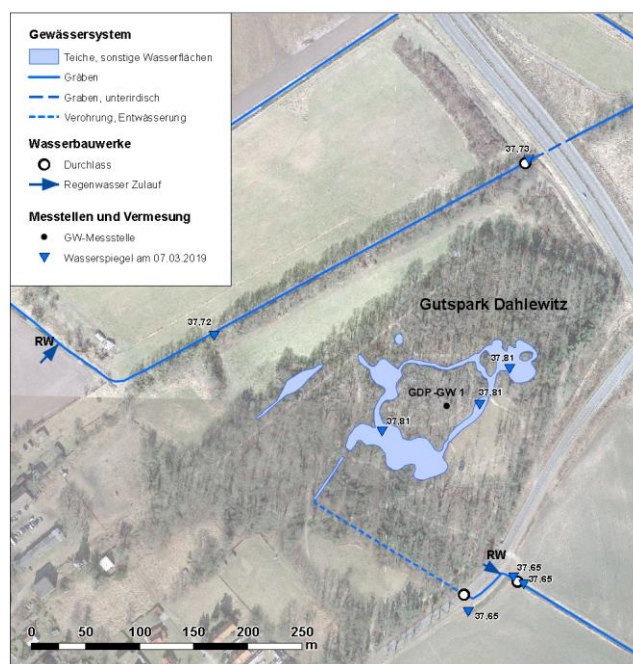 Gewässersystem
Teiche, sonstige Wasserflächen
Gräben
Graben, unterirdisch
Verohrung, Entwässerung
Wasserbauwerke
Durchlass
Regenwasser Zulauf
Messtellen und Vermesung
GW-Messstelle
Wasserspiegel am 07.03.2019
37,73
Gutspark Dahlewitz
37,72
RW
37,81
GDP-GW 1
37,81
37,81
RW
37,65
37,65
37,65
0 50 100 150 200 250
m